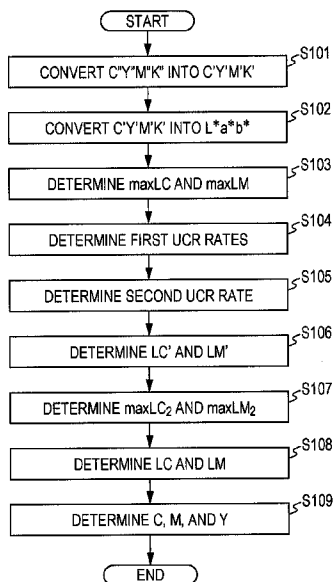 START
S101
CONVERT C"Y"M"K" INTO C'Y'M'K'
S102
CONVERT C'Y'M'K' INTO L*a*b*
S103
DETERMINE maxLC AND maxLM
S104
DETERMINE FIRST UCR RATES
S105
DETERMINE SECOND UCR RATE
S106
DETERMINE LC' AND LM'
S107
DETERMINE maxLC₂ AND maxLM₂
S108
DETERMINE LC AND LM
S109
DETERMINE C, M, AND Y
END